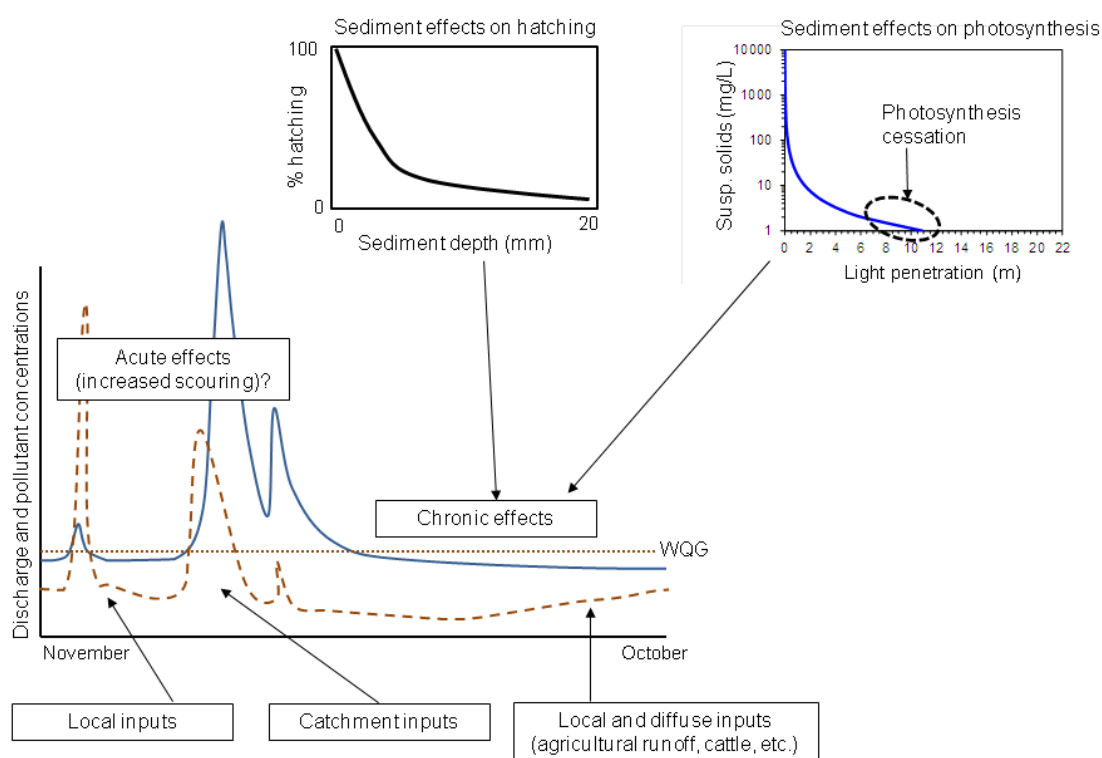 Sediment effects on hatching
100
% hatching
0
0
20
Sediment depth (mm)
Sediment effects on photosynthesis
10000
1000
100
10
1
Susp. solids (mg/L)
Photosynthesis
cessation
0 2 4 6 8 10 12 14 16 18 20 22
Light penetration (m)
Discharge and pollutant concentrations
Acute effects
(increased scouring)?
Chronic effects
WQG
November
October
Local inputs
Catchment inputs
Local and diffuse inputs
(agricultural runoff, cattle, etc.)